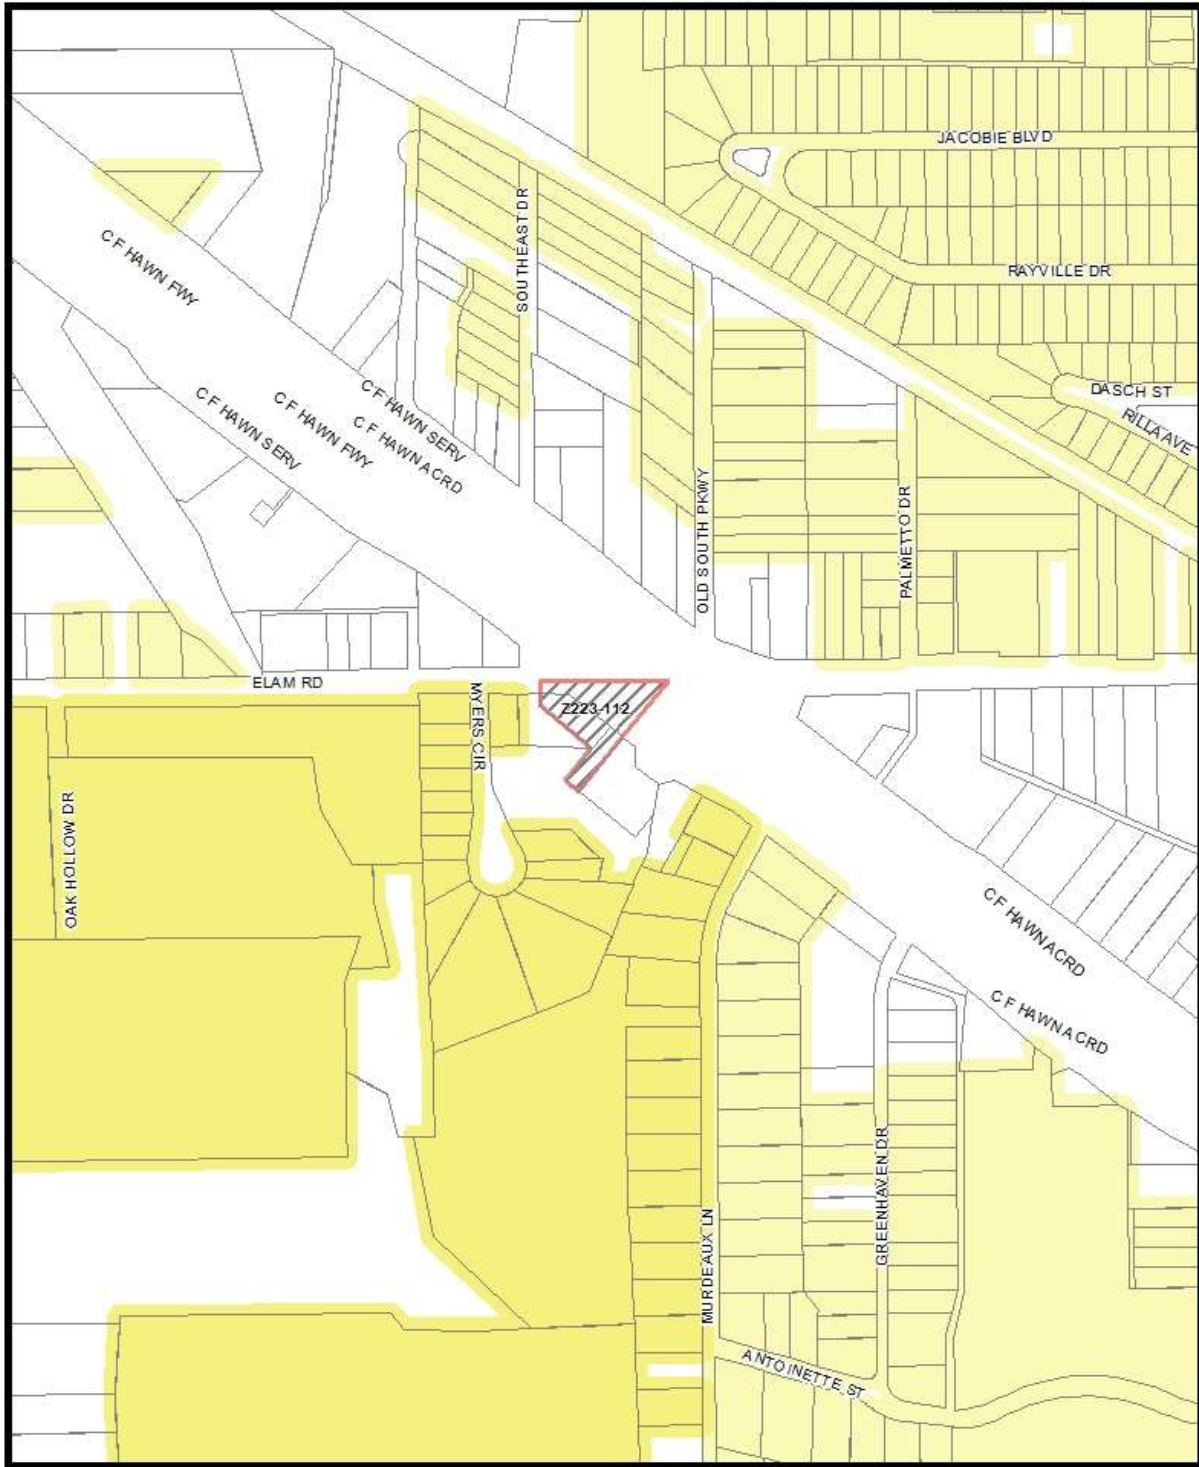 JACOBIE BLVD
SOUTHEAST DR
C F HAWN FWY
RAYVILLE DR
DASCH ST
RILLA AVE
C F HAWN SERV
C F HAWN FWY
C F HAWN SERV
C F HAWN ACRD
OLD SOUTH PKWY
PALMETTO DR
ELAM RD
MYERS CIR
Z223-112
OAK HOLLOW DR
C F HAWN ACRD
C F HAWN ACRD
MURDEAUX LN
GREENHAVEN DR
ANTOINETTE ST